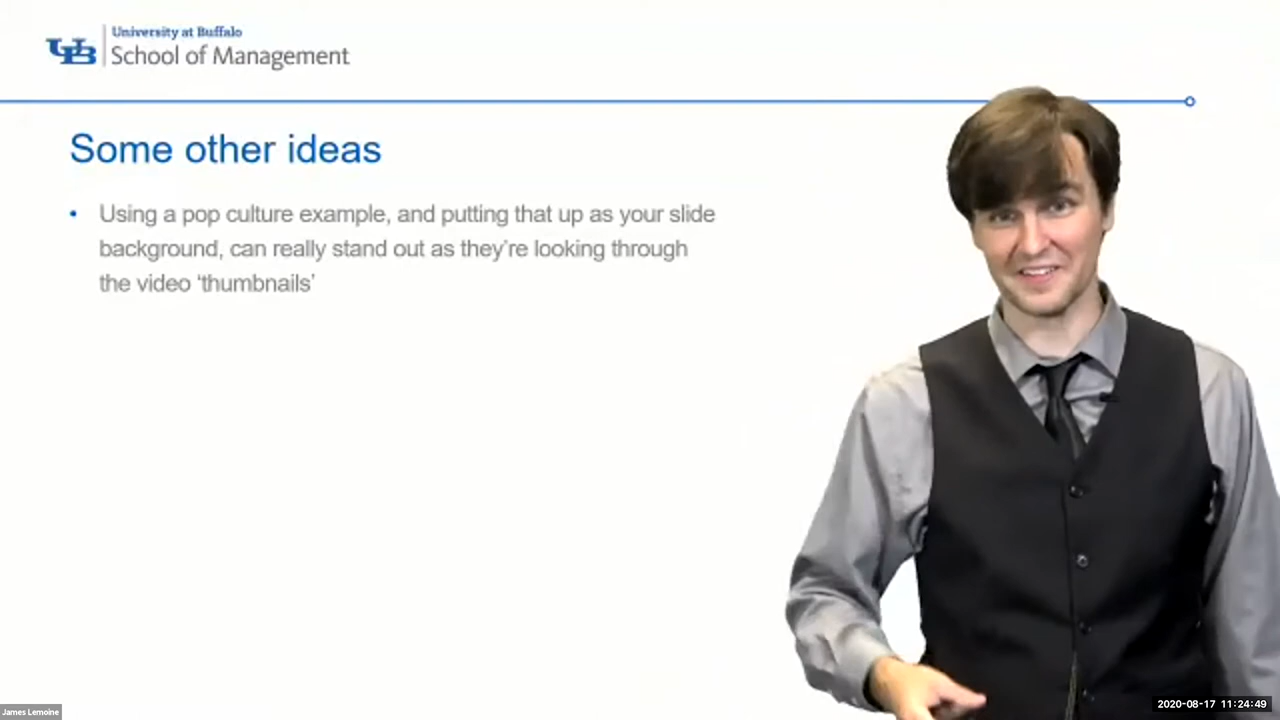 University at Buffalo
UB School of Management
Some other ideas
• Using a pop culture example, and putting that up as your slide
background, can really stand out as they’re looking through
the video ‘thumbnails’
James Lemoine
2020-08-17 11:24:49